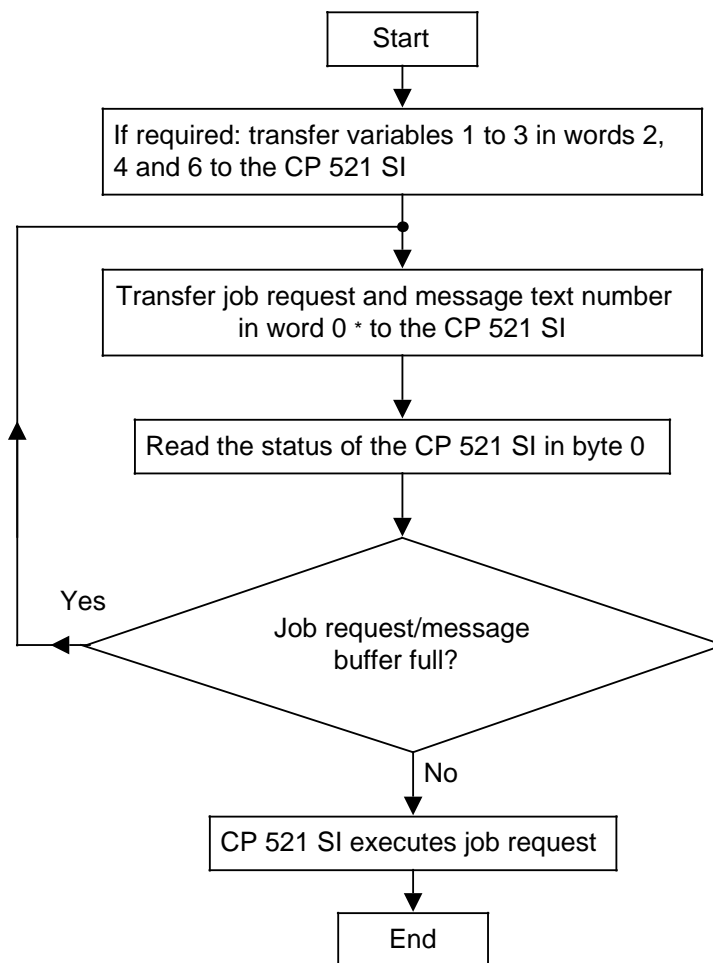 Start
If required: transfer variables 1 to 3 in words 2,
4 and 6 to the CP 521 SI
Transfer job request and message text number
in word 0 * to the CP 521 SI
Read the status of the CP 521 SI in byte 0
Yes
Job request/message
buffer full?
No
CP 521 SI executes job request
End